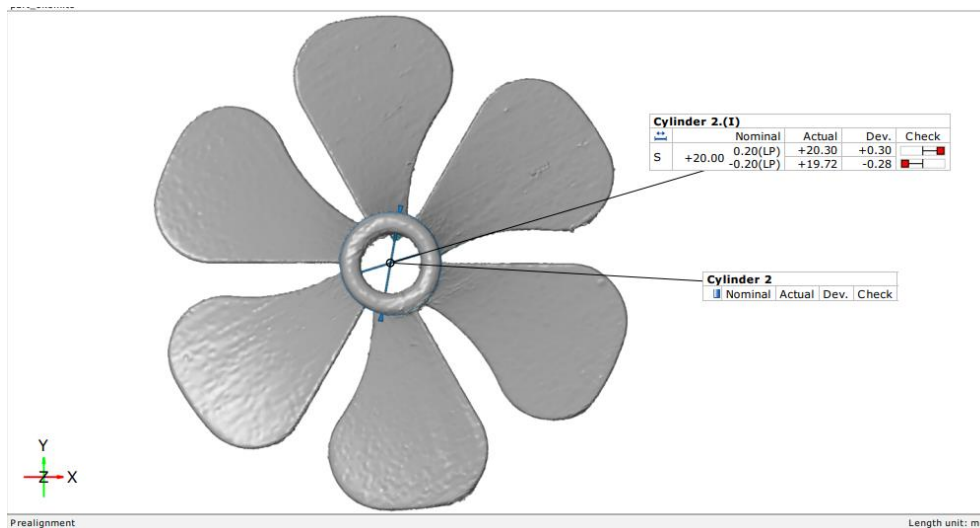 Cylinder 2.(I)
Nominal Actual Dev. Check
S +20.00 0.20(LP) +20.30 +0.30
-0.20(LP) +19.72 -0.28
Cylinder 2
Nominal Actual Dev. Check
Y
Z X
Prealignment Length unit: